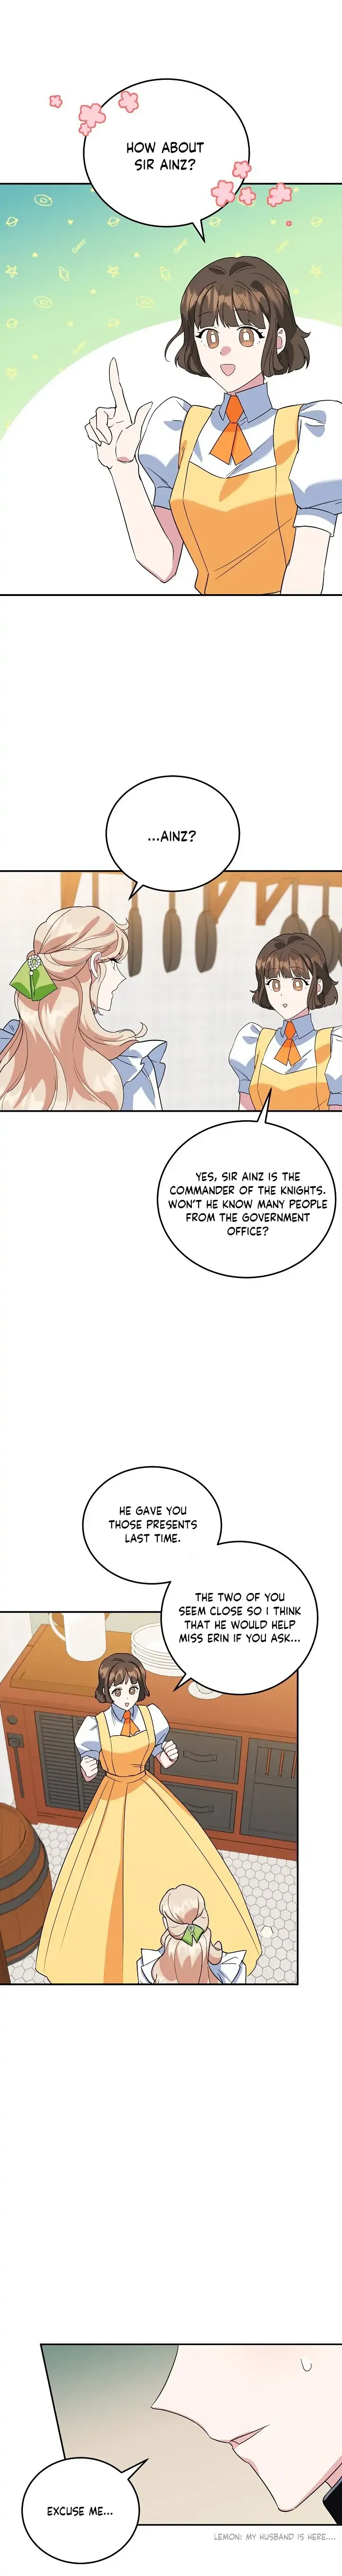 HOW ABOUT
SIR AINZ?
...AINZ?
YES, SIR AINZ IS THE
COMMANDER OF THE KNIGHTS.
WON'T HE KNOW MANY PEOPLE
FROM THE GOVERNMENT
OFFICE?
HE GAVE YOU
THOSE PRESENTS
LAST TIME.
THE TWO OF YOU
SEEM CLOSE SO I THINK
THAT HE WOULD HELP
MISS ERIN IF YOU ASK...
EXCUSE ME...
LEMON: MY HUSBAND IS HERE....